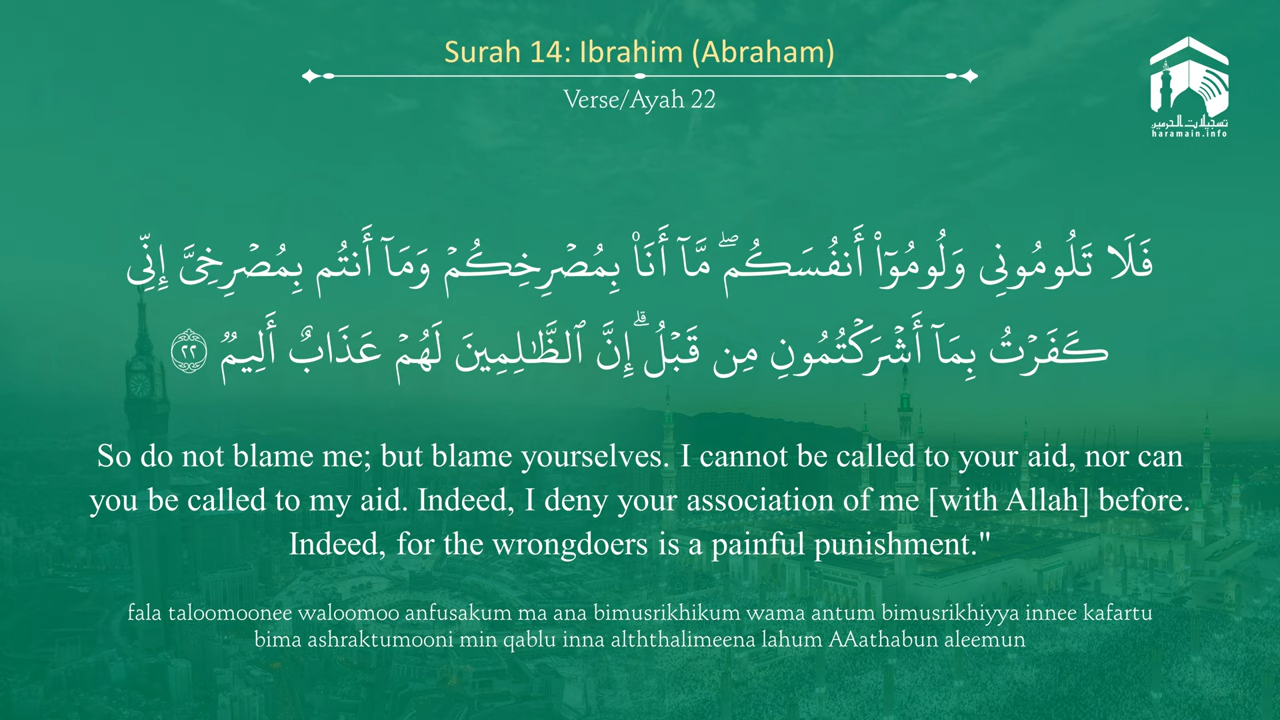 Surah 14: Ibrahim (Abraham)
Verse/Ayah 22
تسجيلات الحرمين
haramain.info
فَلَا تَلُومُونِى وَلُومُوٓا۟ أَنفُسَكُم ۖ مَّآ أَنَا۠ بِمُصْرِخِكُمْ وَمَآ أَنتُم بِمُصْرِخِىَّ إِنِّى
كَفَرْتُ بِمَآ أَشْرَكْتُمُونِ مِن قَبْلُ ۗ إِنَّ ٱلظَّـٰلِمِينَ لَهُمْ عَذَابٌ أَلِيمٌ ٢٢
So do not blame me; but blame yourselves. I cannot be called to your aid, nor can
you be called to my aid. Indeed, I deny your association of me [with Allah] before.
Indeed, for the wrongdoers is a painful punishment."
fala taloomoonee waloomoo anfusakum ma ana bimusrikhikum wama antum bimusrikhiyya innee kafartu
bima ashraktumooni min qablu inna alththalimeena lahum AAathabun aleemun